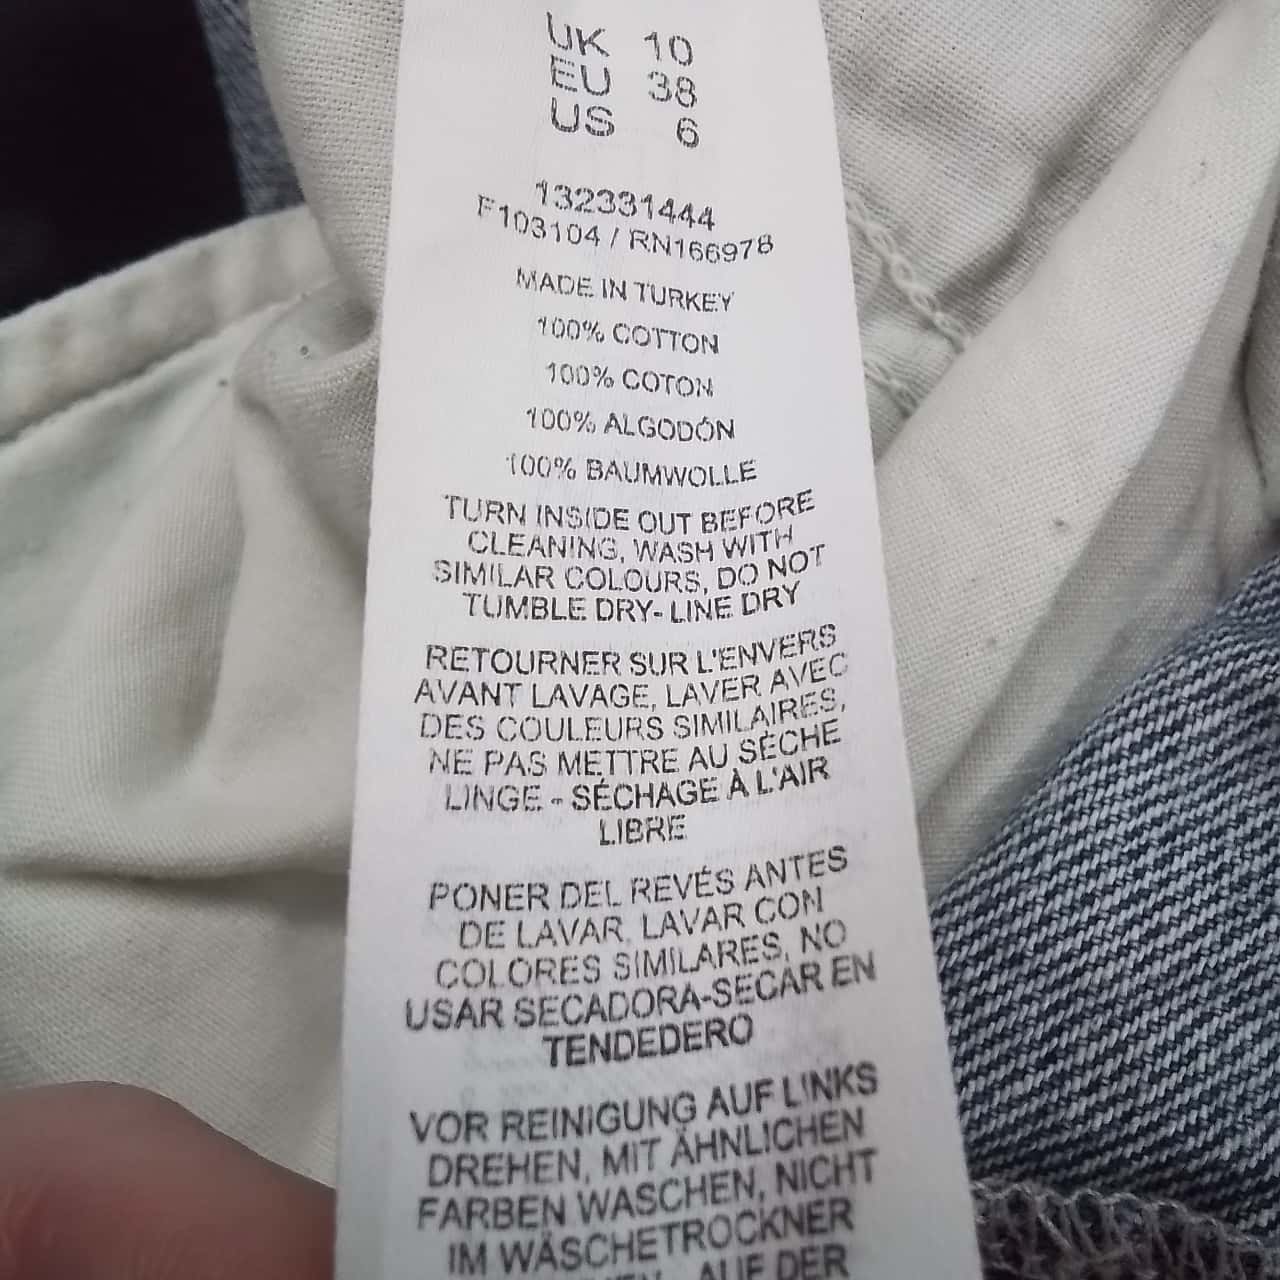 UK 10
EU 38
US 6
132331444
F103104 / RN166978
MADE IN TURKEY
100% COTTON
100% COTON
100% ALGODÓN
100% BAUMWOLLE
TURN INSIDE OUT BEFORE
CLEANING, WASH WITH
SIMILAR COLOURS, DO NOT
TUMBLE DRY- LINE DRY
RETOURNER SUR L'ENVERS
AVANT LAVAGE, LAVER AVEC
DES COULEURS SIMILAIRES,
NE PAS METTRE AU SÈCHE
LINGE - SÉCHAGE À L'AIR
LIBRE
PONER DEL REVÉS ANTES
DE LAVAR, LAVAR CON
COLORES SIMILARES, NO
USAR SECADORA-SECAR EN
TENDEDERO
VOR REINIGUNG AUF LINKS
DREHEN, MIT ÄHNLICHEN
FARBEN WASCHEN, NICHT
IM WÄSCHETROCKNER
AUF DER